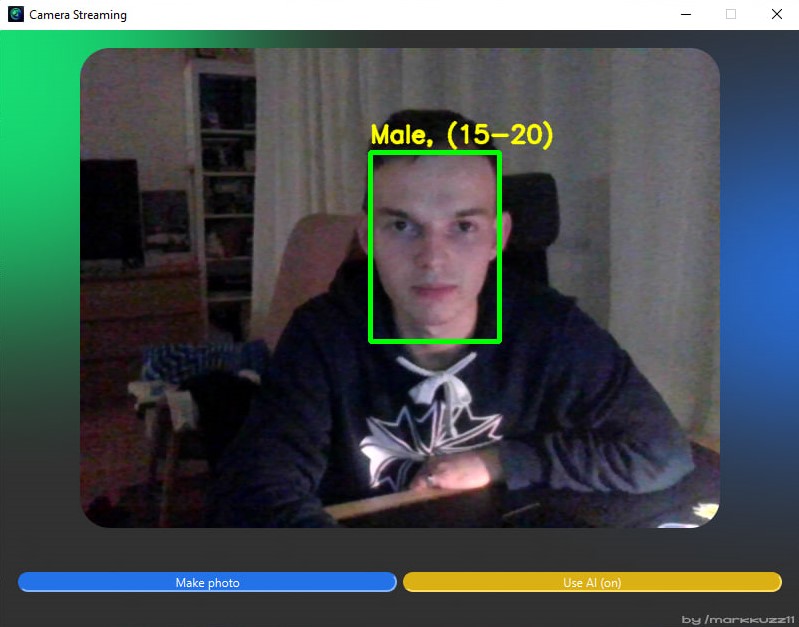 Camera Streaming
Male, (15-20)
Make photo
Use AI (on)
by /markkuzz11